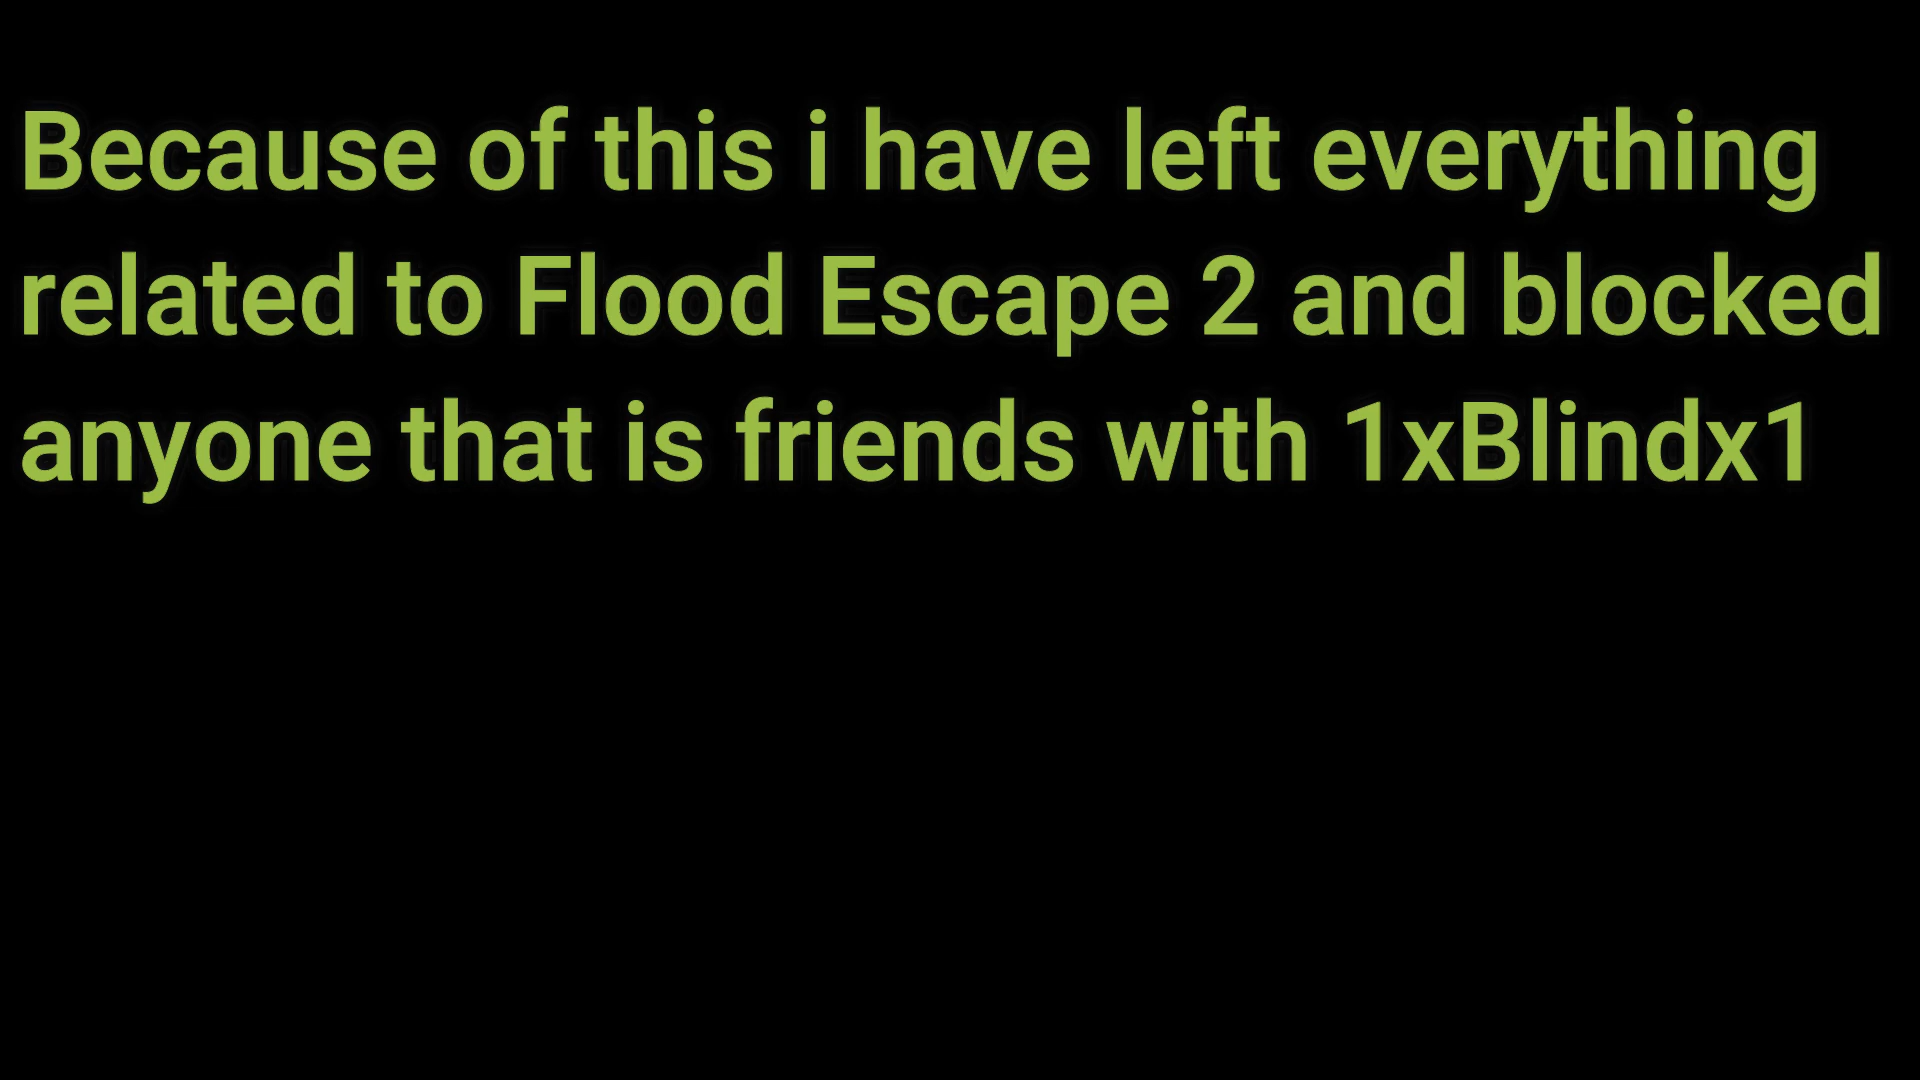 Because of this i have left everything
related to Flood Escape 2 and blocked
anyone that is friends with 1xBlindx1